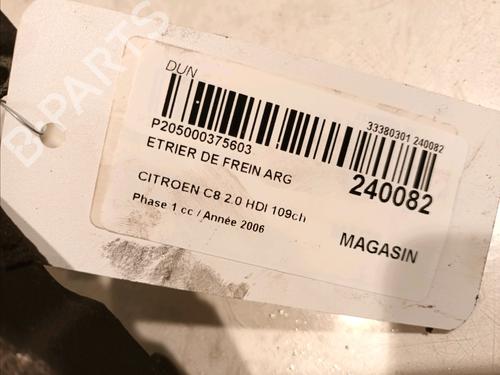 DUN
P205000375603
33380301 240082
ETRIER DE FREIN ARG
240082
CITROEN C8 2.0 HDI 109ch
Phase 1 cc / Année 2006
MAGASIN
B-PARTS